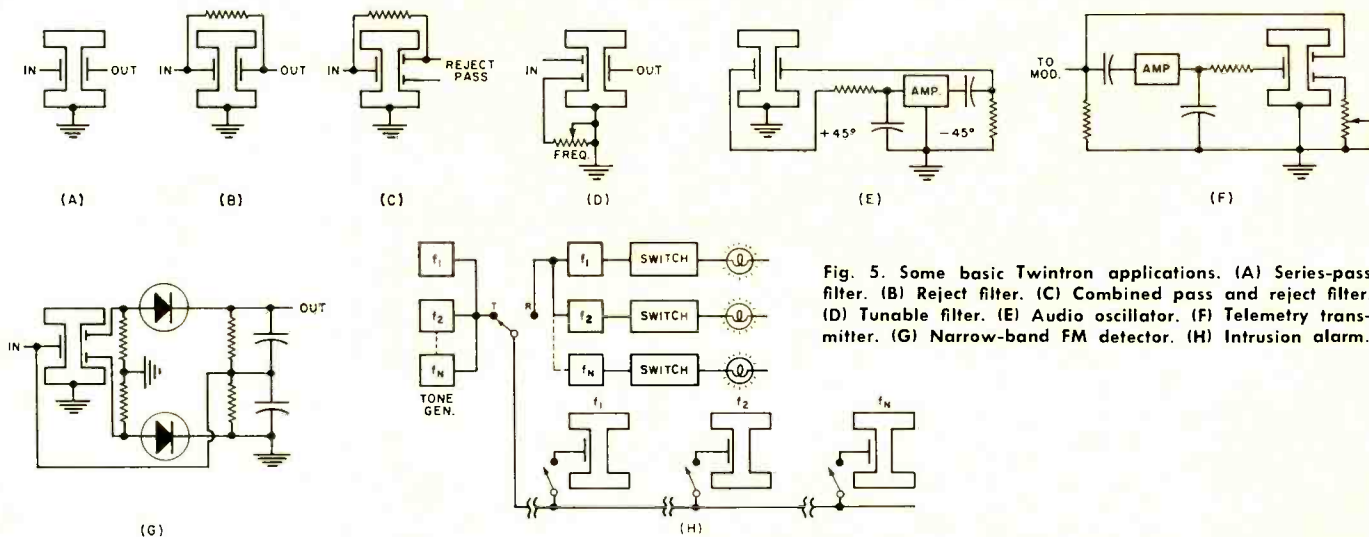 IN OUT
(A)
IN OUT
(B)
IN REJECT
PASS
(C)
IN OUT
FREQ.
(D)
+45° AMP. −45°
(E)
TO
MOD. AMP
(F)
IN OUT
(G)
f₁
f₂
fN
TONE
GEN.
T R
f₁ SWITCH
f₂ SWITCH
fN SWITCH
f₁ f₂ fN
(H)
Fig. 5. Some basic Twintron applications. (A) Series-pass
filter. (B) Reject filter. (C) Combined pass and reject filter
(D) Tunable filter. (E) Audio oscillator. (F) Telemetry trans-
mitter. (G) Narrow-band FM detector. (H) Intrusion alarm.